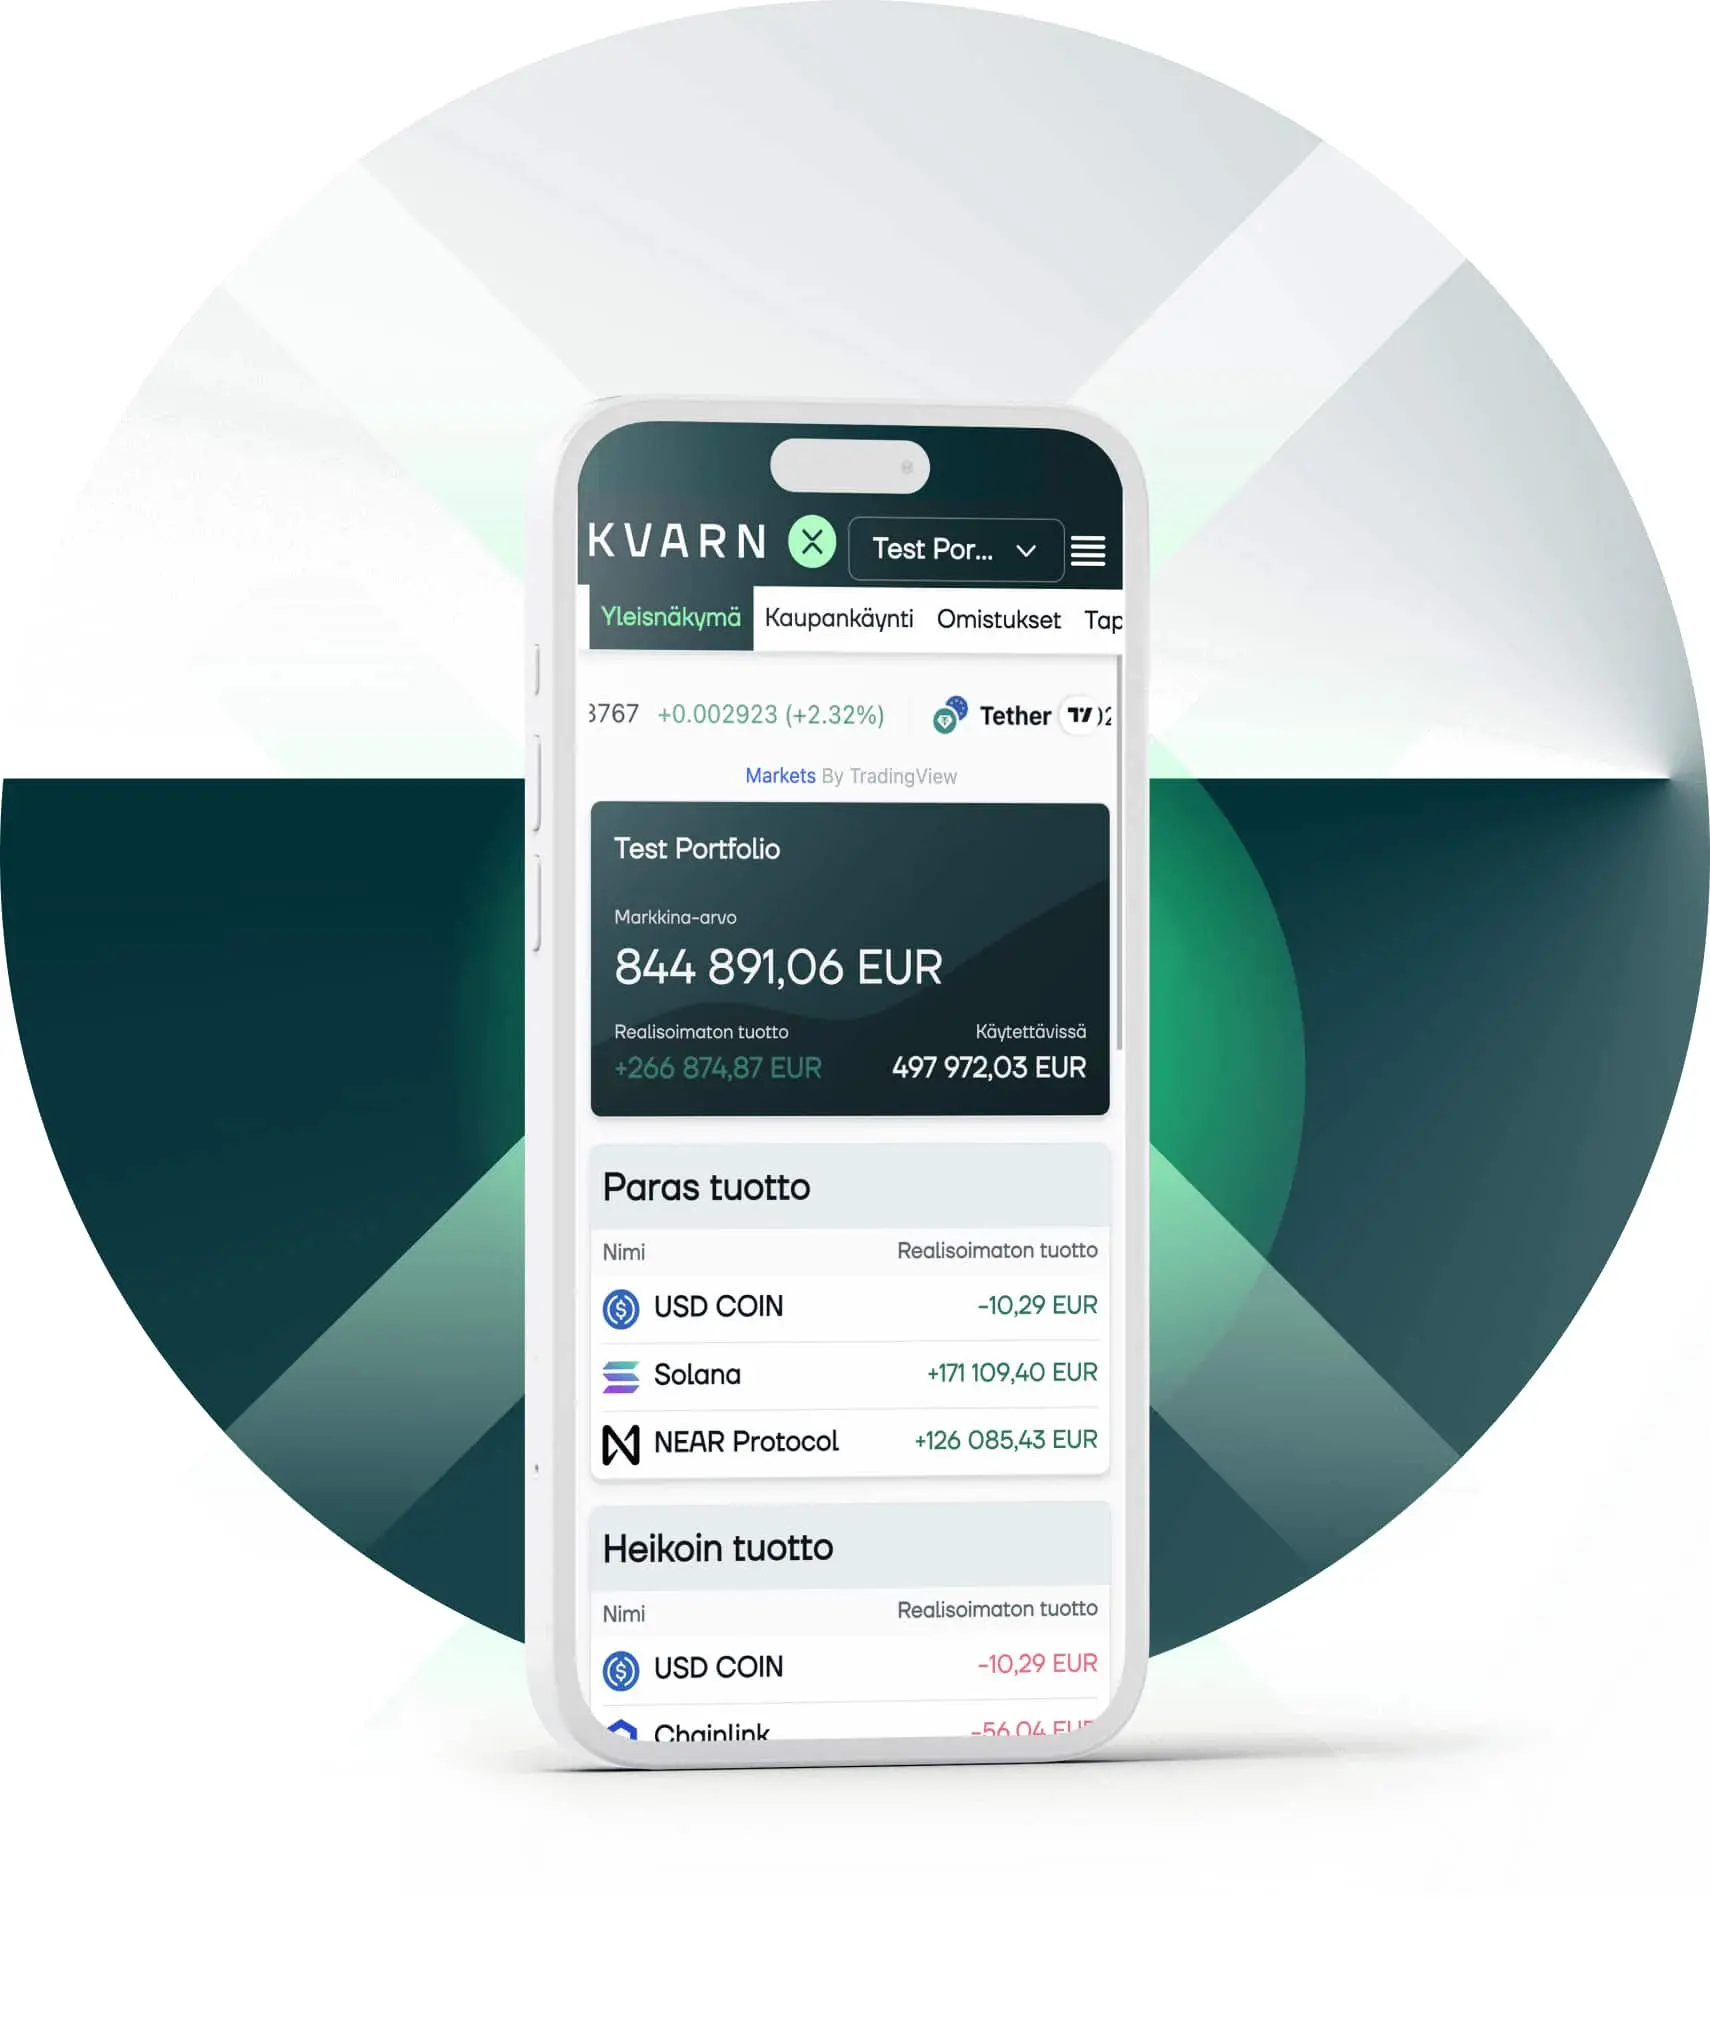 KVARN X
Test Por...
Yleisnäkymä Kaupankäynti Omistukset Tap
3767 +0.002923 (+2.32%) Tether
Markets By TradingView
Test Portfolio
Markkina-arvo
844 891,06 EUR
Realisoimaton tuotto Käytettävissä
+266 874,87 EUR 497 972,03 EUR
Paras tuotto
Nimi Realisoimaton tuotto
USD COIN -10,29 EUR
Solana +171 109,40 EUR
NEAR Protocol +126 085,43 EUR
Heikoin tuotto
Nimi Realisoimaton tuotto
USD COIN -10,29 EUR
Chainlink -56,04 EUR